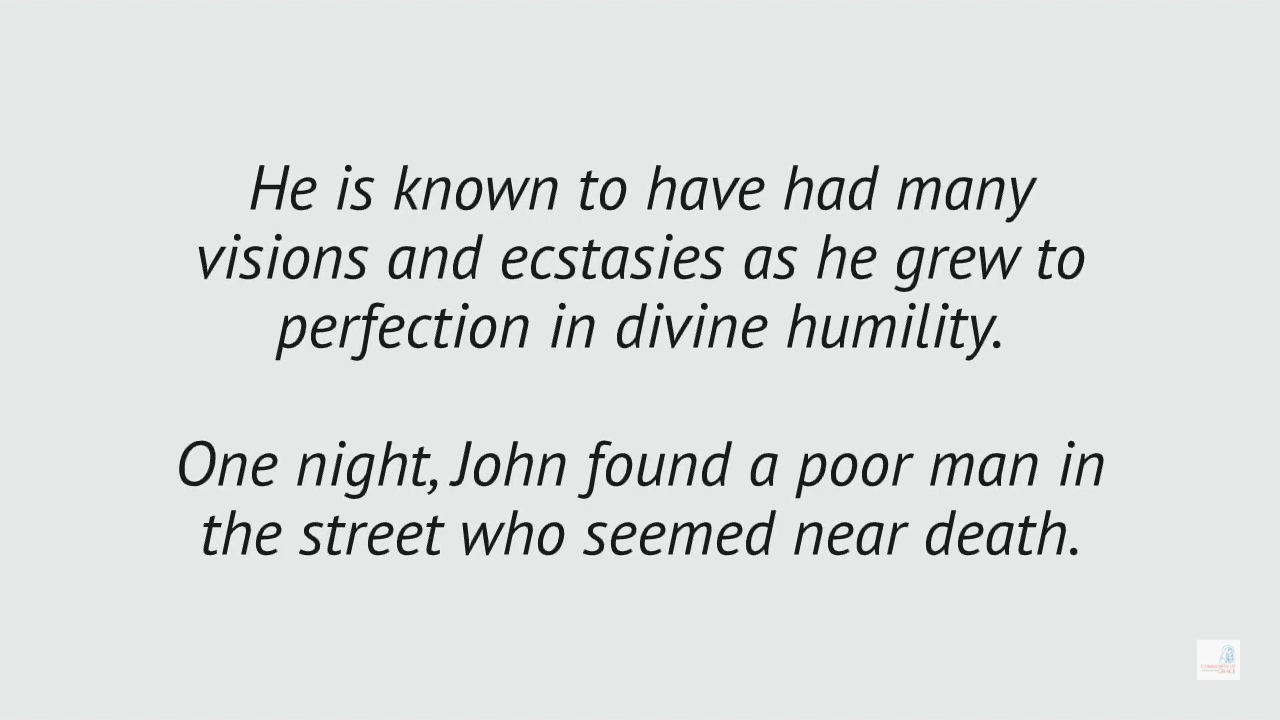 He is known to have had many
visions and ecstasies as he grew to
perfection in divine humility.
One night, John found a poor man in
the street who seemed near death.